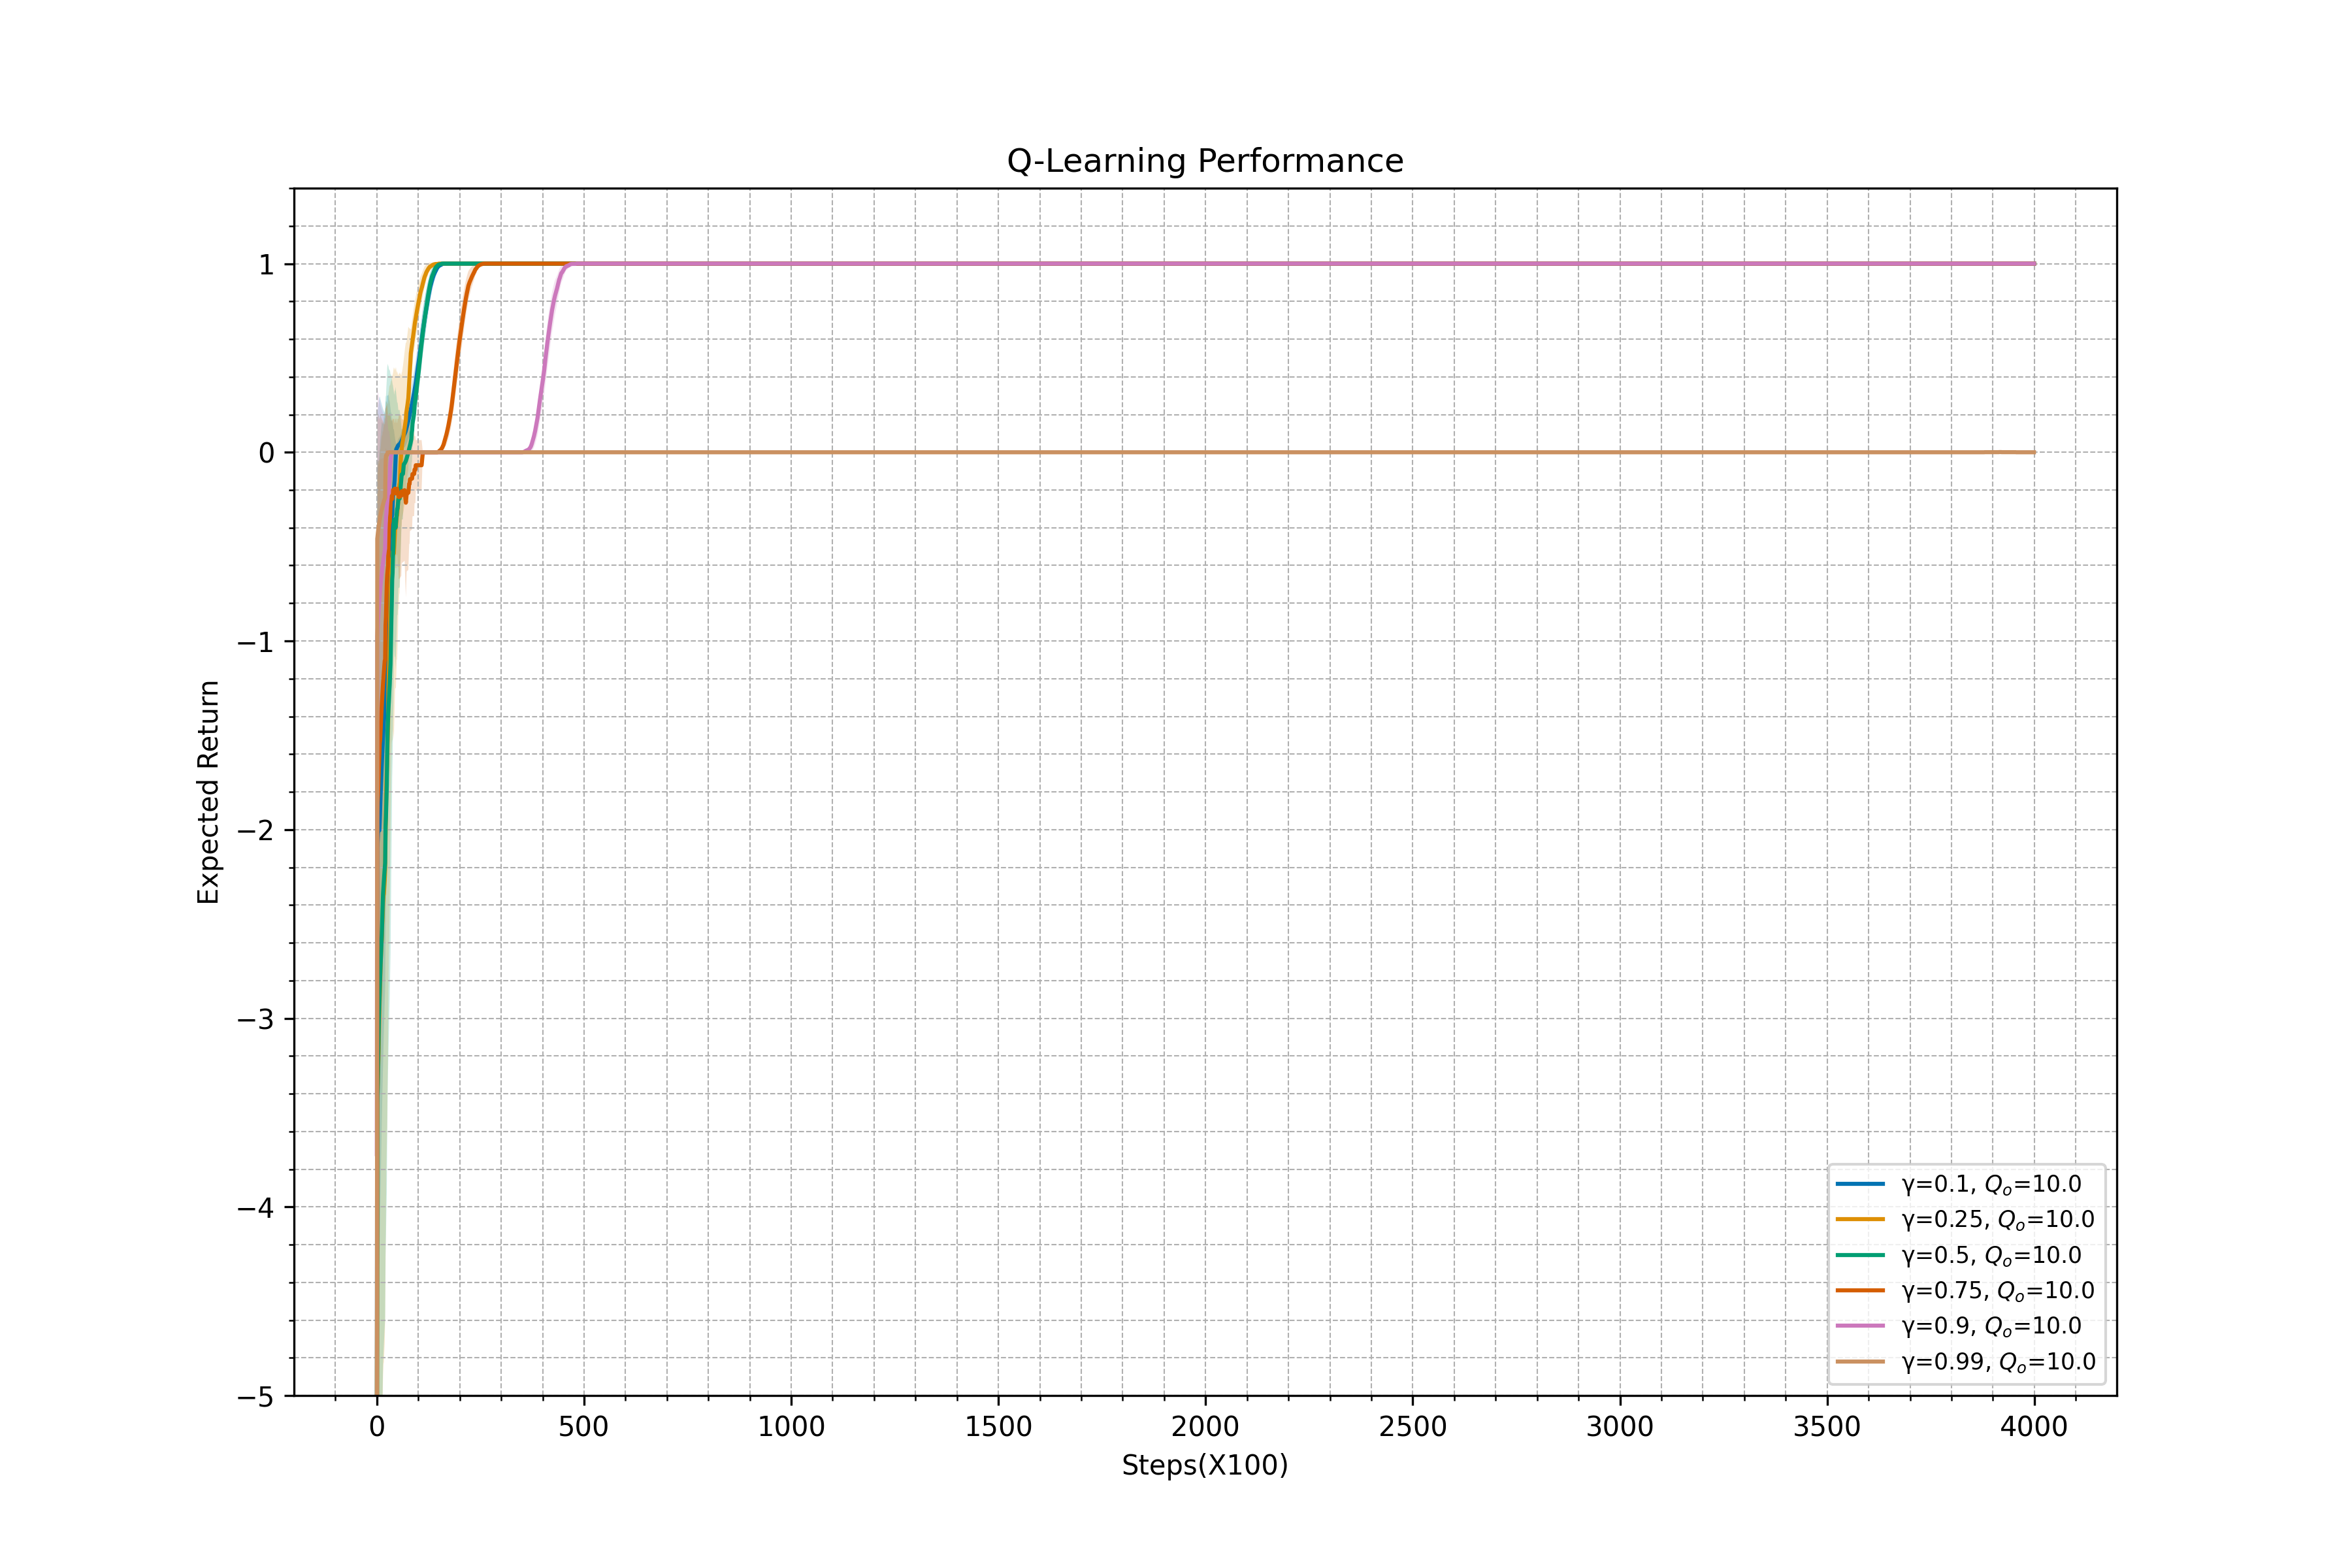 Q-Learning Performance
Expected Return
1
0
−1
−2
−3
−4
−5
0 500 1000 1500 2000 2500 3000 3500 4000
Steps(X100)
γ=0.1, Qo=10.0
γ=0.25, Qo=10.0
γ=0.5, Qo=10.0
γ=0.75, Qo=10.0
γ=0.9, Qo=10.0
γ=0.99, Qo=10.0